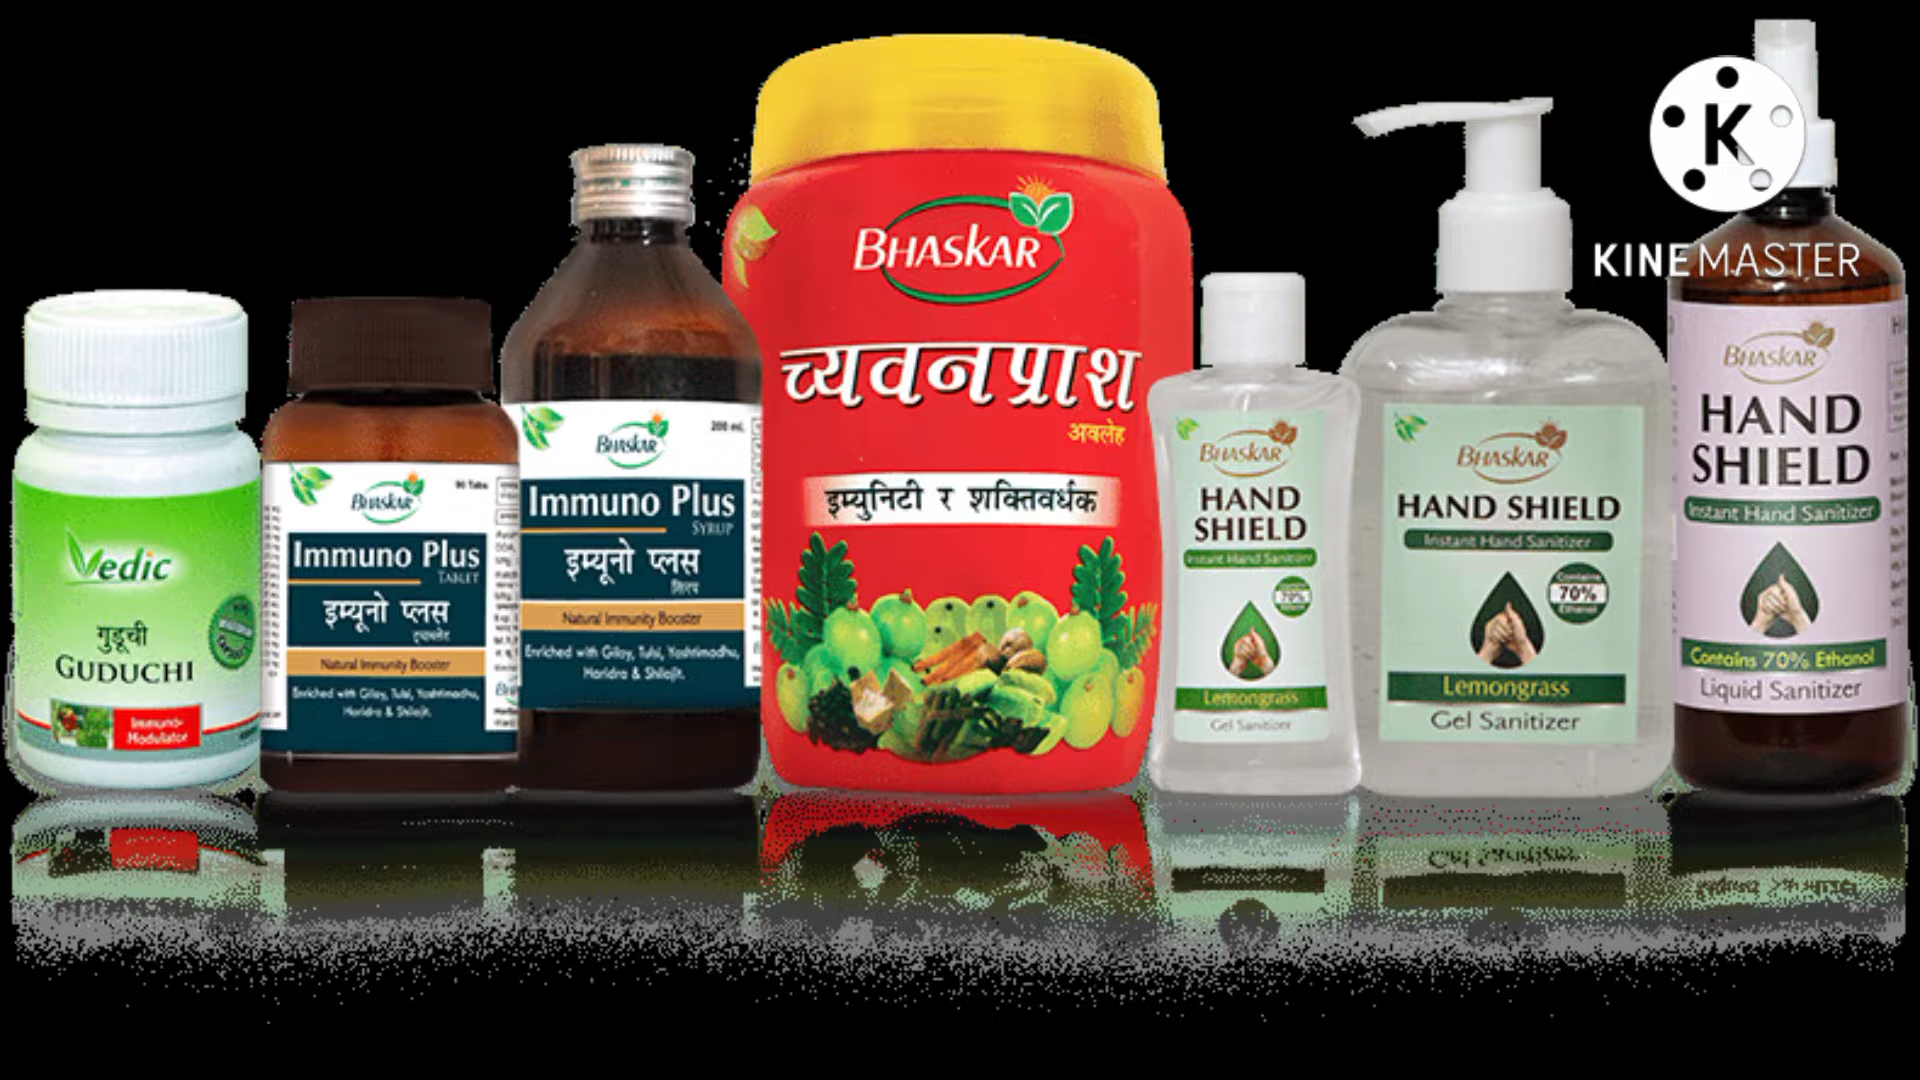 Vedic
गुडूची
GUDUCHI
Immuno-
Modulator
BHASKAR
90 Tabs
Immuno Plus
TABLET
इम्यूनो प्लस
ट्याब्लेट
Natural Immunity Booster
Enriched with Giloy, Tulsi, Yashtimadhu,
Haridra & Shilajit.
BHASKAR
200 ml.
Immuno Plus
SYRUP
इम्यूनो प्लस
सिरप
Natural Immunity Booster
Enriched with Giloy, Tulsi, Yashtimadhu,
Haridra & Shilajit.
BHASKAR
च्यवनप्राश
अवलेह
इम्युनिटी र शक्तिवर्धक
BHASKAR
HAND
SHIELD
Instant Hand Sanitizer
70%
Lemongrass
Gel Sanitizer
BHASKAR
HAND SHIELD
Instant Hand Sanitizer
Contains
70%
Ethanol
Lemongrass
Gel Sanitizer
K
KINEMASTER
BHASKAR
HAND
SHIELD
Instant Hand Sanitizer
Contains 70% Ethanol
Liquid Sanitizer